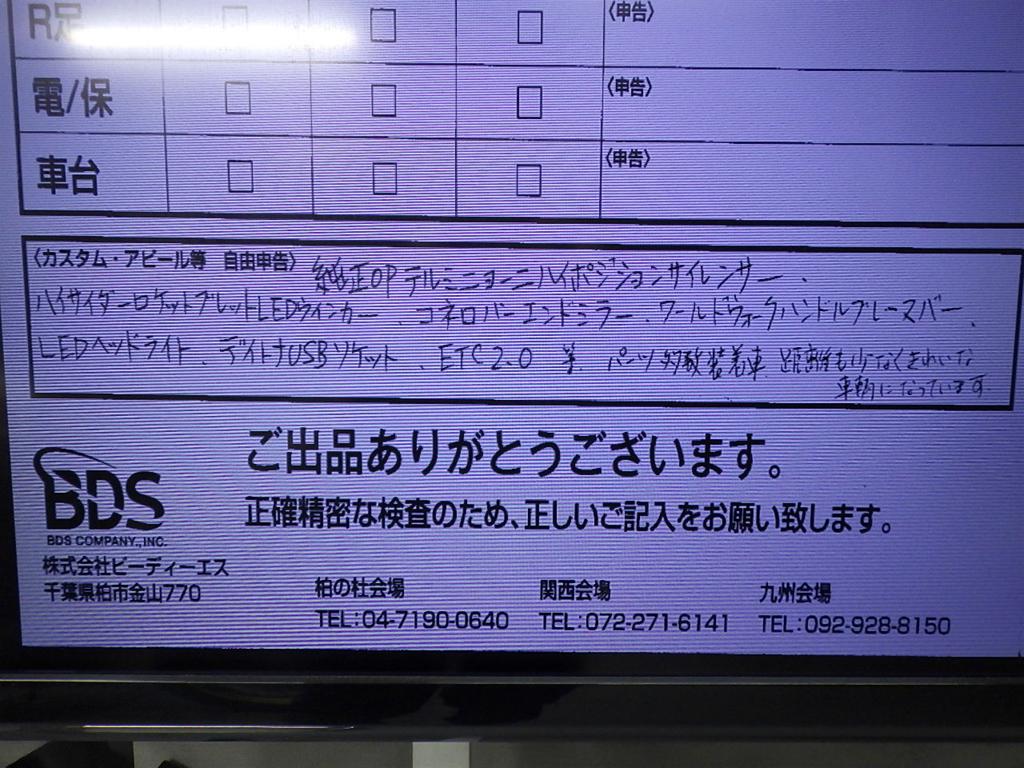 R足 □ □ □ 〈申告〉
電/保 □ □ □ 〈申告〉
車台 □ □ □ 〈申告〉
〈カスタム・アピール等 自由申告〉 純正OPテルミニョーニハイポジションサイレンサー、
ハイサイダーロケットブレットLEDウインカー、コネロバーエンドミラー、ワールドウォークハンドルブレースバー、
LEDヘッドライト、デイトナUSBソケット、ETC2.0 等 パーツ多数装着車 距離も少なくきれいな
車輌になっています
ご出品ありがとうございます。
正確精密な検査のため、正しいご記入をお願い致します。
BDS
BDS COMPANY.,INC.
株式会社ビーディーエス
千葉県柏市金山770
柏の杜会場 関西会場 九州会場
TEL:04-7190-0640 TEL:072-271-6141 TEL:092-928-8150